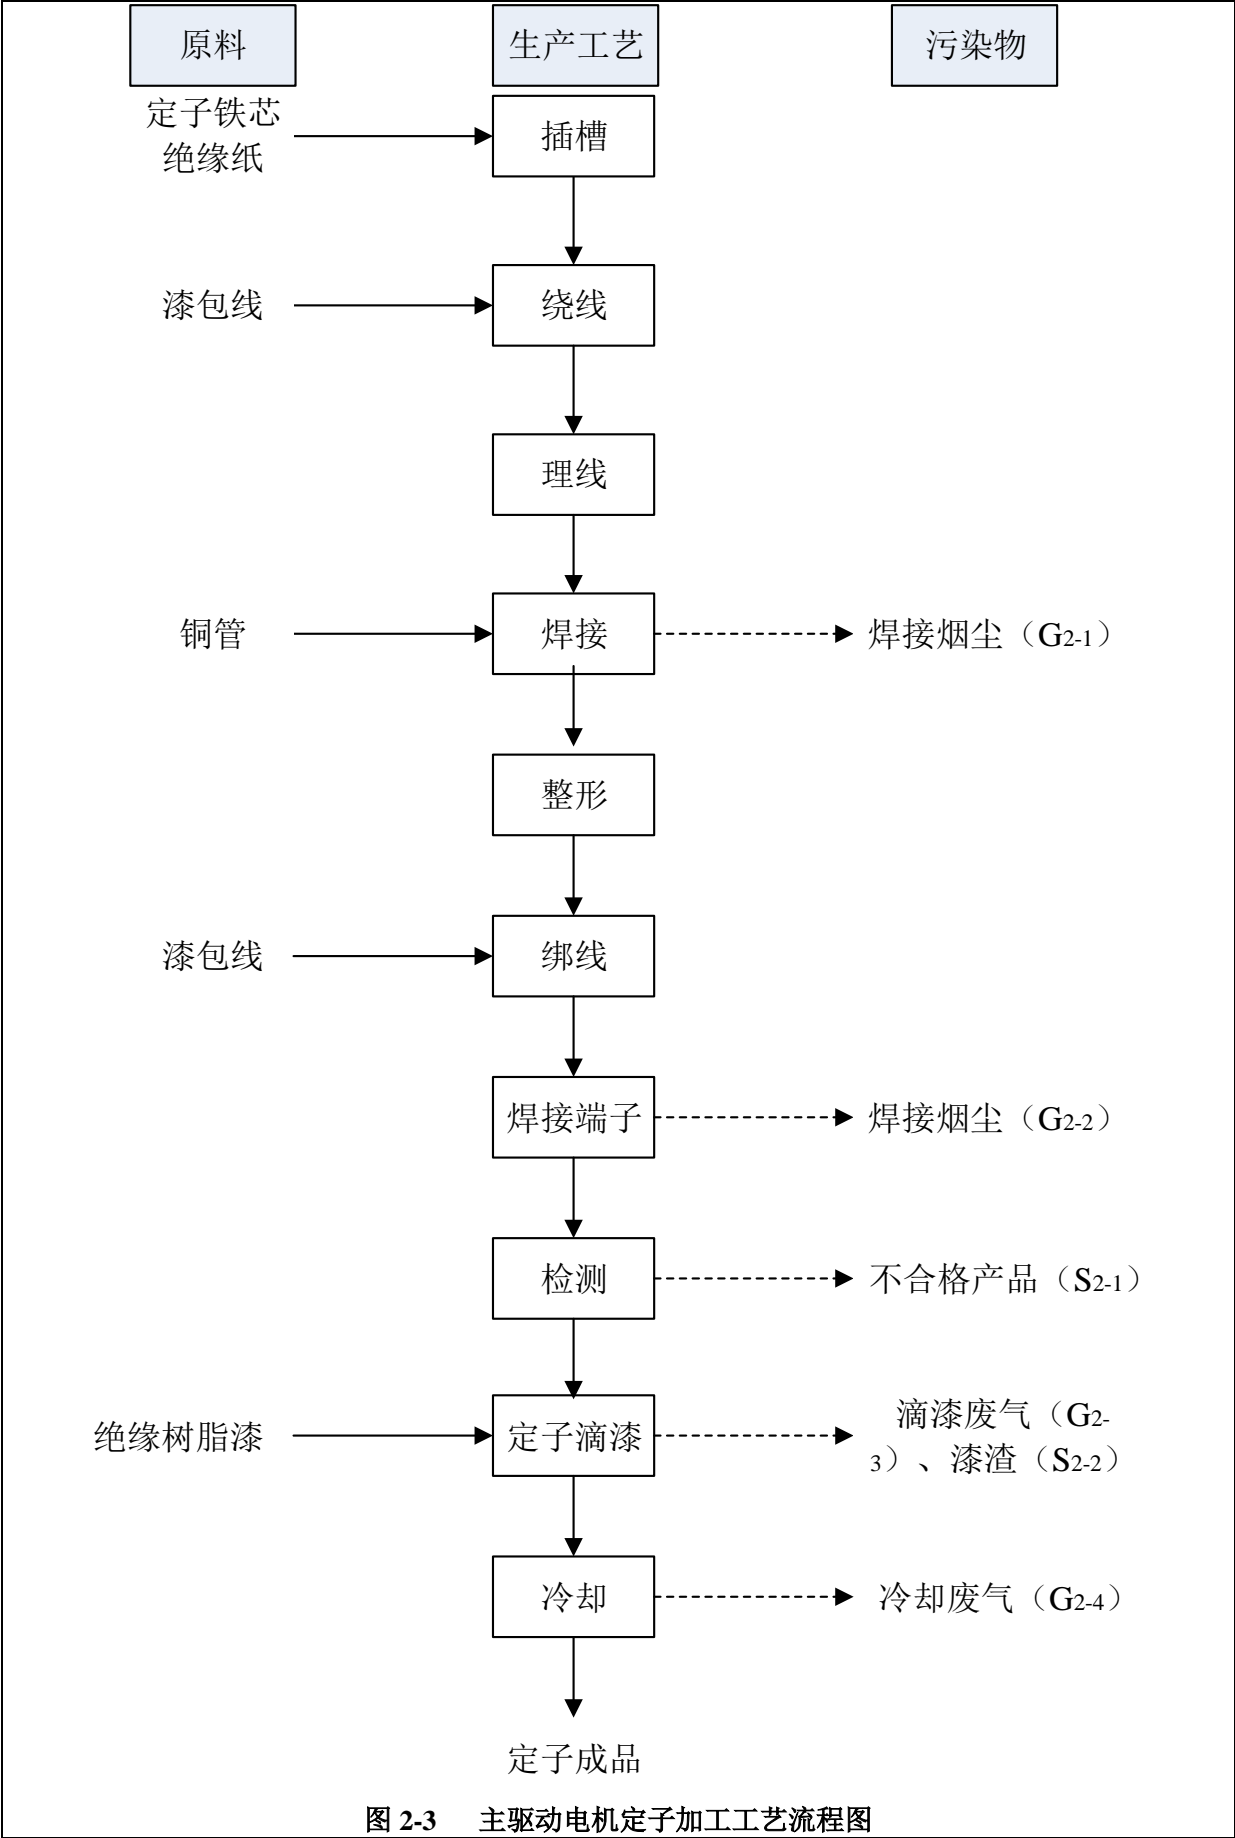 原料
生产工艺
污染物
定子铁芯
绝缘纸
插槽
漆包线
绕线
理线
铜管
焊接
焊接烟尘（G2-1）
整形
漆包线
绑线
焊接端子
焊接烟尘（G2-2）
检测
不合格产品（S2-1）
绝缘树脂漆
定子滴漆
滴漆废气（G2-
3）、漆渣（S2-2）
冷却
冷却废气（G2-4）
定子成品
图 2-3 主驱动电机定子加工工艺流程图